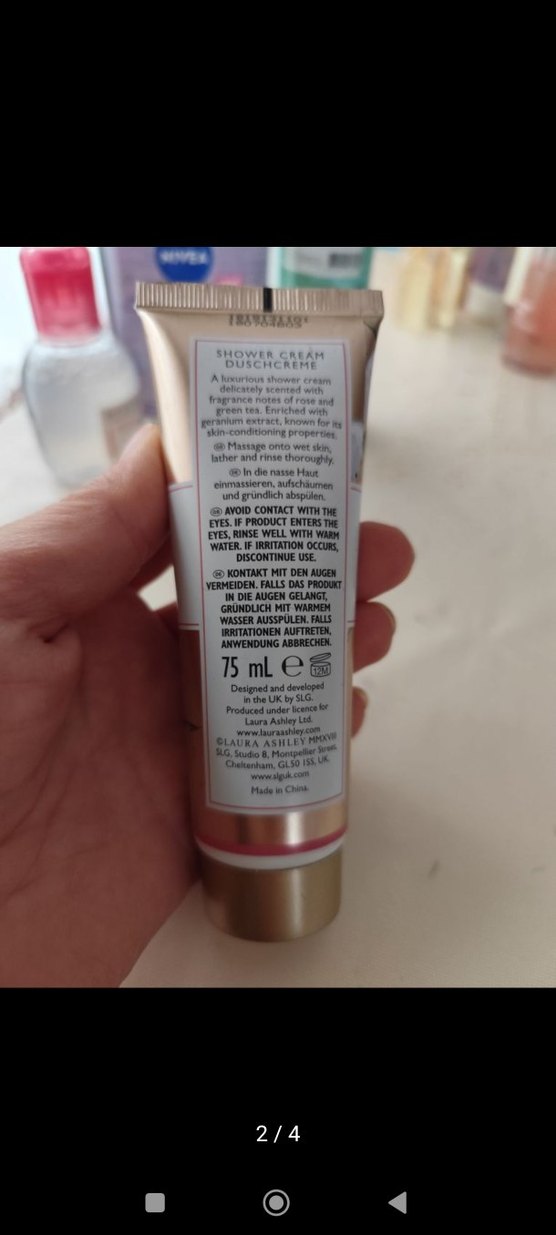 NIVEA
SHOWER CREAM
DUSCHCREME
A luxurious shower cream
delicately scented with
fragrance notes of rose and
green tea. Enriched with
geranium extract, known for its
skin-conditioning properties.
GB Massage onto wet skin,
lather and rinse thoroughly.
DE In die nasse Haut
einmassieren, aufschäumen
und gründlich abspülen.
GB AVOID CONTACT WITH THE
EYES. IF PRODUCT ENTERS THE
EYES, RINSE WELL WITH WARM
WATER. IF IRRITATION OCCURS,
DISCONTINUE USE.
DE KONTAKT MIT DEN AUGEN
VERMEIDEN. FALLS DAS PRODUKT
IN DIE AUGEN GELANGT,
GRÜNDLICH MIT WARMEM
WASSER AUSSPÜLEN. FALLS
IRRITATIONEN AUFTRETEN,
ANWENDUNG ABBRECHEN.
75 mL ℮ 12M
Designed and developed
in the UK by SLG.
Produced under licence for
Laura Ashley Ltd.
www.lauraashley.com
©LAURA ASHLEY MMXVIII
SLG, Studio 8, Montpellier Street,
Cheltenham, GL50 1SS, UK.
www.slguk.com
Made in China.
2 / 4